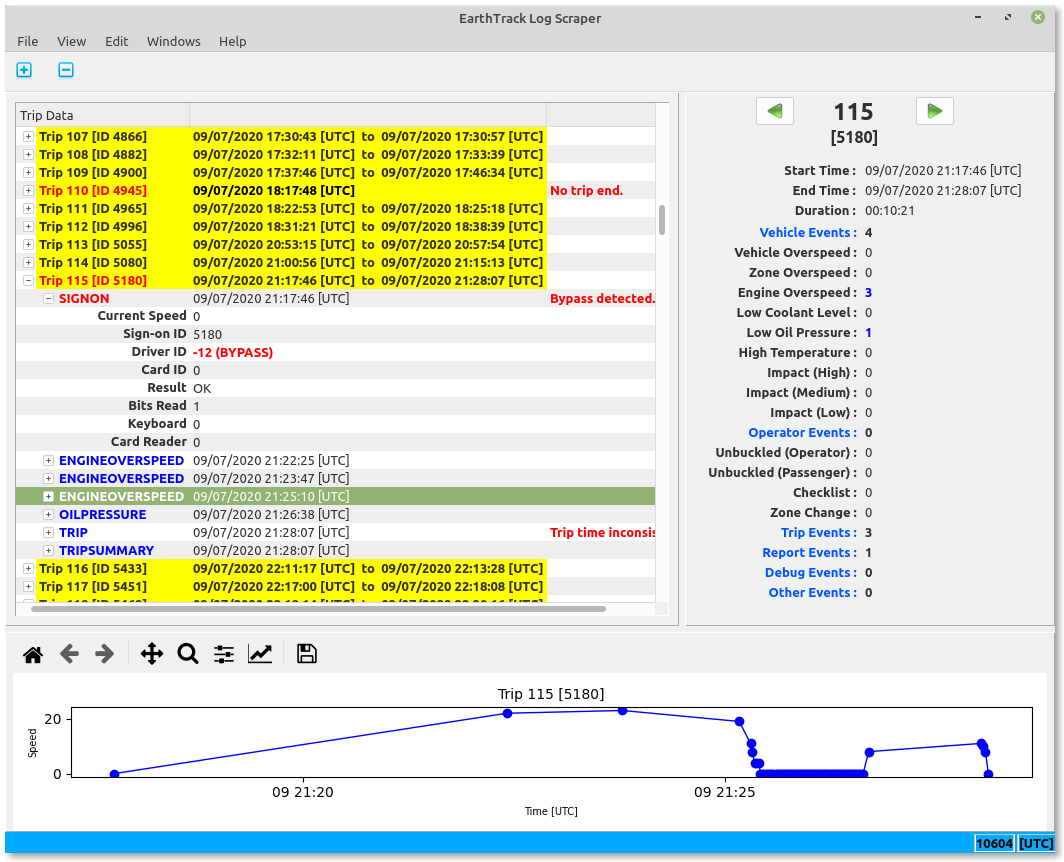 EarthTrack Log Scraper
File View Edit Windows Help
Trip Data
Trip 107 [ID 4866] 09/07/2020 17:30:43 [UTC] to 09/07/2020 17:30:57 [UTC]
Trip 108 [ID 4882] 09/07/2020 17:32:11 [UTC] to 09/07/2020 17:33:39 [UTC]
Trip 109 [ID 4900] 09/07/2020 17:37:46 [UTC] to 09/07/2020 17:46:34 [UTC]
Trip 110 [ID 4945] 09/07/2020 18:17:48 [UTC] No trip end.
Trip 111 [ID 4965] 09/07/2020 18:22:53 [UTC] to 09/07/2020 18:25:18 [UTC]
Trip 112 [ID 4996] 09/07/2020 18:31:21 [UTC] to 09/07/2020 18:38:39 [UTC]
Trip 113 [ID 5055] 09/07/2020 20:53:15 [UTC] to 09/07/2020 20:57:54 [UTC]
Trip 114 [ID 5080] 09/07/2020 21:00:56 [UTC] to 09/07/2020 21:15:13 [UTC]
Trip 115 [ID 5180] 09/07/2020 21:17:46 [UTC] to 09/07/2020 21:28:07 [UTC]
SIGNON 09/07/2020 21:17:46 [UTC] Bypass detected.
Current Speed 0
Sign-on ID 5180
Driver ID -12 (BYPASS)
Card ID 0
Result OK
Bits Read 1
Keyboard 0
Card Reader 0
ENGINEOVERSPEED 09/07/2020 21:22:25 [UTC]
ENGINEOVERSPEED 09/07/2020 21:23:47 [UTC]
ENGINEOVERSPEED 09/07/2020 21:25:10 [UTC]
OILPRESSURE 09/07/2020 21:26:38 [UTC]
TRIP 09/07/2020 21:28:07 [UTC] Trip time inconsis
TRIPSUMMARY 09/07/2020 21:28:07 [UTC]
Trip 116 [ID 5433] 09/07/2020 22:11:17 [UTC] to 09/07/2020 22:13:28 [UTC]
Trip 117 [ID 5451] 09/07/2020 22:17:00 [UTC] to 09/07/2020 22:18:08 [UTC]
115
[5180]
Start Time : 09/07/2020 21:17:46 [UTC]
End Time : 09/07/2020 21:28:07 [UTC]
Duration : 00:10:21
Vehicle Events : 4
Vehicle Overspeed : 0
Zone Overspeed : 0
Engine Overspeed : 3
Low Coolant Level : 0
Low Oil Pressure : 1
High Temperature : 0
Impact (High) : 0
Impact (Medium) : 0
Impact (Low) : 0
Operator Events : 0
Unbuckled (Operator) : 0
Unbuckled (Passenger) : 0
Checklist : 0
Zone Change : 0
Trip Events : 3
Report Events : 1
Debug Events : 0
Other Events : 0
Trip 115 [5180]
Speed
20
0
09 21:20 09 21:25
Time [UTC]
10604 [UTC]